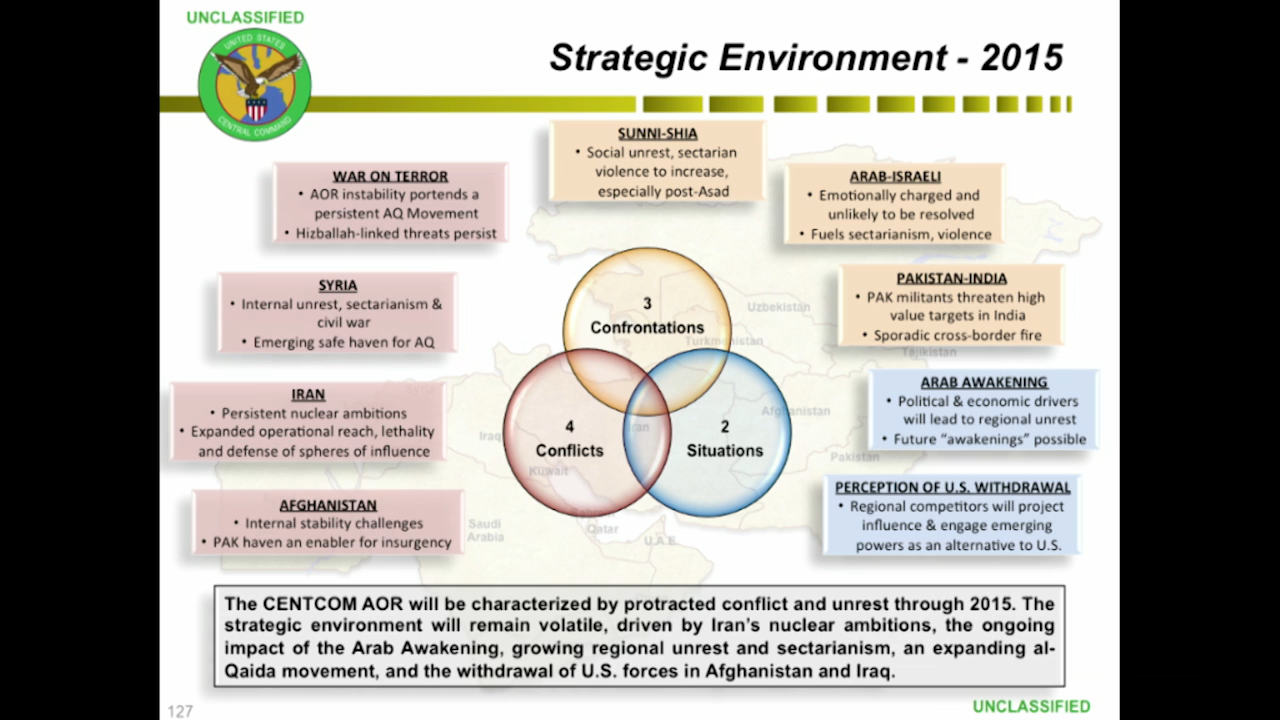 UNCLASSIFIED
UNITED STATES
CENTRAL COMMAND
Strategic Environment - 2015
SUNNI-SHIA
• Social unrest, sectarian
violence to increase,
especially post-Asad
WAR ON TERROR
• AOR instability portends a
persistent AQ Movement
• Hizballah-linked threats persist
ARAB-ISRAELI
• Emotionally charged and
unlikely to be resolved
• Fuels sectarianism, violence
SYRIA
• Internal unrest, sectarianism &
civil war
• Emerging safe haven for AQ
PAKISTAN-INDIA
• PAK militants threaten high
value targets in India
• Sporadic cross-border fire
IRAN
• Persistent nuclear ambitions
• Expanded operational reach, lethality
and defense of spheres of influence
ARAB AWAKENING
• Political & economic drivers
will lead to regional unrest
• Future “awakenings” possible
AFGHANISTAN
• Internal stability challenges
• PAK haven an enabler for insurgency
PERCEPTION OF U.S. WITHDRAWAL
• Regional competitors will project
influence & engage emerging
powers as an alternative to U.S.
3
Confrontations
4
Conflicts
2
Situations
Uzbekistan
Turkmenistan
Tajikistan
Afghanistan
Iraq
Iran
Pakistan
Kuwait
Saudi
Arabia
Qatar
U.A.E.
The CENTCOM AOR will be characterized by protracted conflict and unrest through 2015. The
strategic environment will remain volatile, driven by Iran’s nuclear ambitions, the ongoing
impact of the Arab Awakening, growing regional unrest and sectarianism, an expanding al-
Qaida movement, and the withdrawal of U.S. forces in Afghanistan and Iraq.
127
UNCLASSIFIED